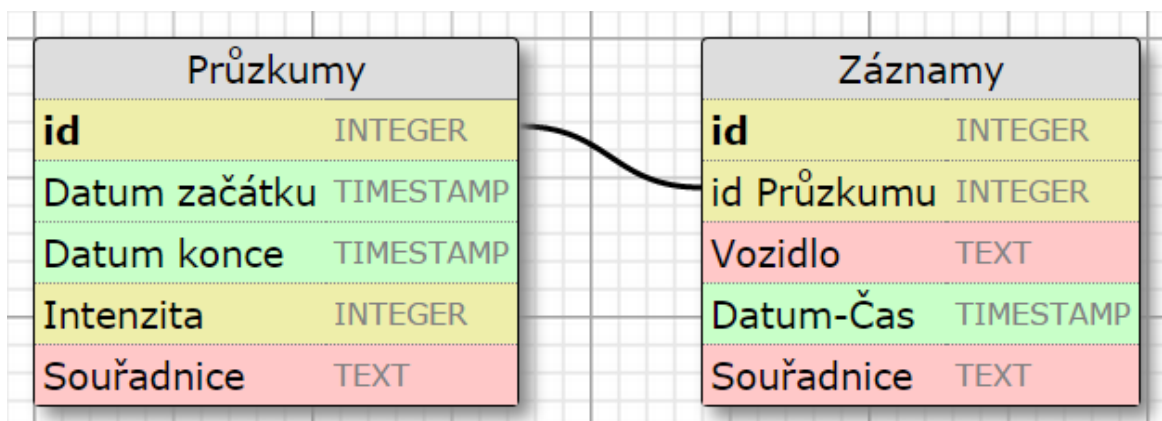 Průzkumy
id INTEGER
Datum začátku TIMESTAMP
Datum konce TIMESTAMP
Intenzita INTEGER
Souřadnice TEXT
Záznamy
id INTEGER
id Průzkumu INTEGER
Vozidlo TEXT
Datum-Čas TIMESTAMP
Souřadnice TEXT